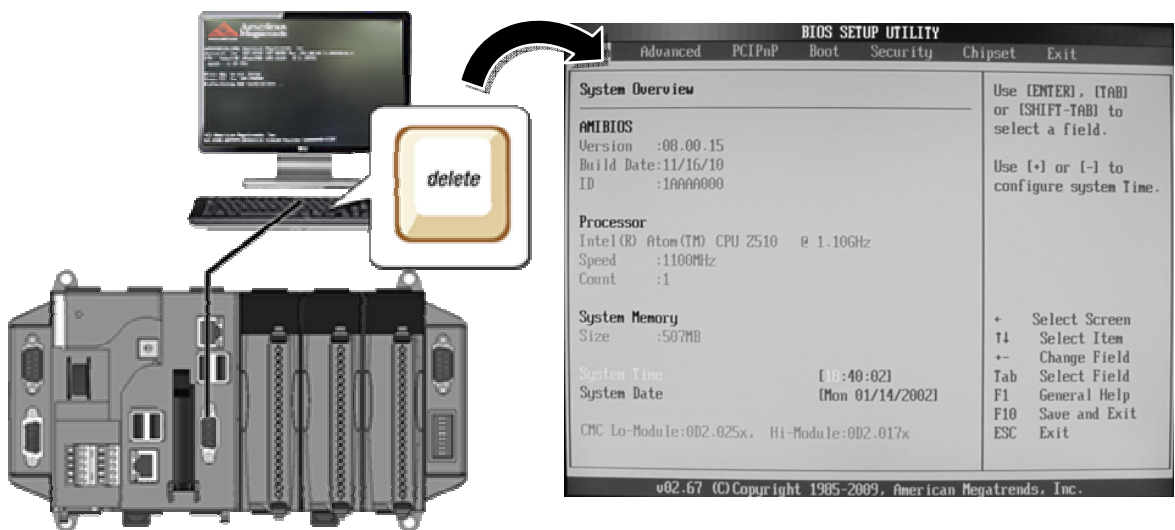 American
Megatrends
delete
BIOS SETUP UTILITY
Advanced PCIPnP Boot Security Chipset Exit
System Overview
AMIBIOS
Version :08.00.15
Build Date:11/16/10
ID :1AAAA000
Processor
Intel(R) Atom(TM) CPU Z510 @ 1.10GHz
Speed :1100MHz
Count :1
System Memory
Size :507MB
System Time [18:40:02]
System Date [Mon 01/14/2002]
CMC Lo-Module:0D2.025x, Hi-Module:0D2.017x
Use [ENTER], [TAB]
or [SHIFT-TAB] to
select a field.
Use [+] or [-] to
configure system Time.
← Select Screen
↑↓ Select Item
+- Change Field
Tab Select Field
F1 General Help
F10 Save and Exit
ESC Exit
v02.67 (C)Copyright 1985-2009, American Megatrends, Inc.